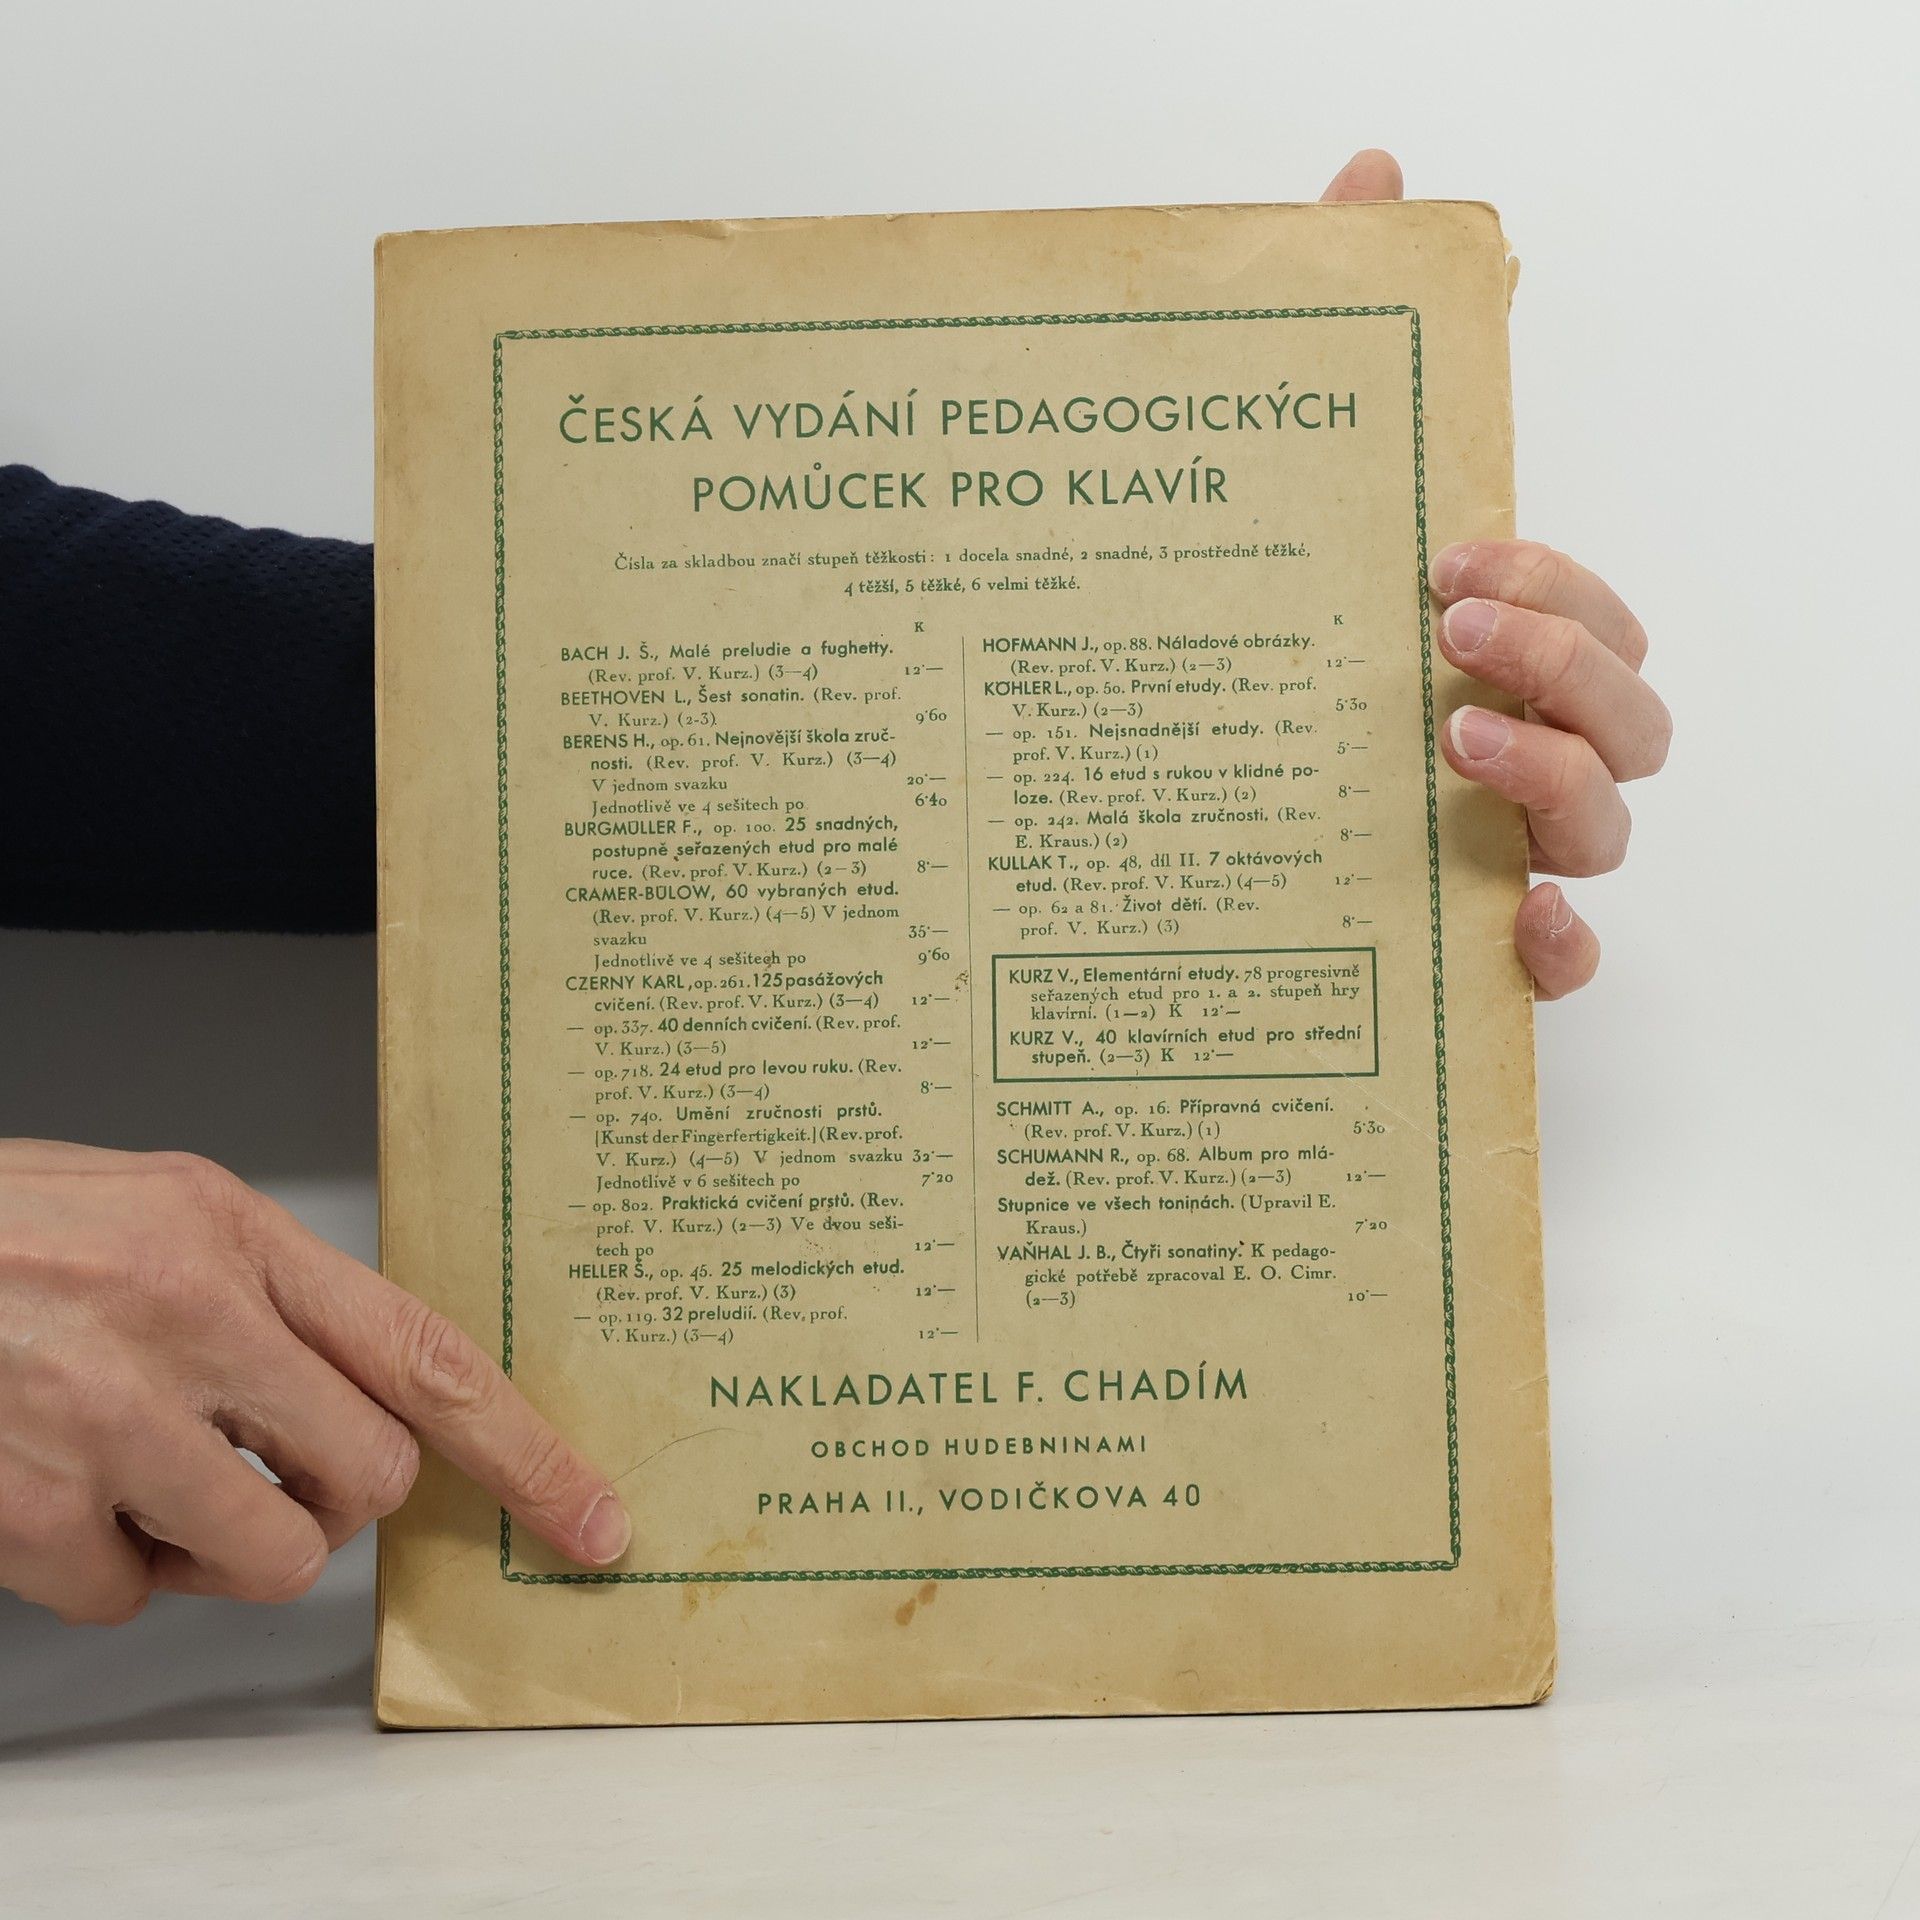 ČESKÁ VYDÁNÍ PEDAGOGICKÝCH
POMŮCEK PRO KLAVÍR
Čísla za skladbou značí stupeň těžkosti: 1 docela snadné, 2 snadné, 3 prostředně těžké,
4 těžší, 5 těžké, 6 velmi těžké.
K
BACH J. Š., Malé preludie a fughetty.
(Rev. prof. V. Kurz.) (3—4) 12·—
BEETHOVEN L., Šest sonatin. (Rev. prof.
V. Kurz.) (2-3) 9·60
BERENS H., op. 61. Nejnovější škola zruč-
nosti. (Rev. prof. V. Kurz.) (3—4)
V jednom svazku 20·—
Jednotlivě ve 4 sešitech po 6·40
BURGMÜLLER F., op. 100. 25 snadných,
postupně seřazených etud pro malé
ruce. (Rev. prof. V. Kurz.) (2—3) 8·—
CRAMER-BÜLOW, 60 vybraných etud.
(Rev. prof. V. Kurz.) (4—5) V jednom
svazku 35·—
Jednotlivě ve 4 sešitech po 9·60
CZERNY KARL, op. 261. 125 pasážových
cvičení. (Rev. prof. V. Kurz.) (3—4) 12·—
— op. 337. 40 denních cvičení. (Rev. prof.
V. Kurz.) (3—5) 12·—
— op. 718. 24 etud pro levou ruku. (Rev.
prof. V. Kurz.) (3—4) 8·—
— op. 740. Umění zručnosti prstů.
[Kunst der Fingerfertigkeit.] (Rev. prof.
V. Kurz.) (4—5) V jednom svazku 32·—
Jednotlivě v 6 sešitech po 7·20
— op. 802. Praktická cvičení prstů. (Rev.
prof. V. Kurz.) (2—3) Ve dvou seši-
tech po 12·—
HELLER Š., op. 45. 25 melodických etud.
(Rev. prof. V. Kurz.) (3) 12·—
— op. 119. 32 preludií. (Rev. prof.
V. Kurz.) (3—4) 12·—
K
HOFMANN J., op. 88. Náladové obrázky.
(Rev. prof. V. Kurz.) (2—3) 12·—
KÖHLER L., op. 50. První etudy. (Rev. prof.
V. Kurz.) (2—3) 5·30
— op. 151. Nejsnadnější etudy. (Rev.
prof. V. Kurz.) (1) 5·—
— op. 224. 16 etud s rukou v klidné po-
loze. (Rev. prof. V. Kurz.) (2) 8·—
— op. 242. Malá škola zručnosti. (Rev.
E. Kraus.) (2) 8·—
KULLAK T., op. 48, díl II. 7 oktávových
etud. (Rev. prof. V. Kurz.) (4—5) 12·—
— op. 62 a 81. Život dětí. (Rev.
prof. V. Kurz.) (3) 8·—
KURZ V., Elementární etudy. 78 progresivně
seřazených etud pro 1. a 2. stupeň hry
klavírní. (1—2) K 12·—
KURZ V., 40 klavírních etud pro střední
stupeň. (2—3) K 12·—
SCHMITT A., op. 16. Přípravná cvičení.
(Rev. prof. V. Kurz.) (1) 5·30
SCHUMANN R., op. 68. Album pro mlá-
dež. (Rev. prof. V. Kurz.) (2—3) 12·—
Stupnice ve všech toninách. (Upravil E.
Kraus.) 7·20
VAŇHAL J. B., Čtyři sonatiny. K pedago-
gické potřebě zpracoval E. O. Cimr.
(2—3) 10·—
NAKLADATEL F. CHADÍM
OBCHOD HUDEBNINAMI
PRAHA II., VODIČKOVA 40